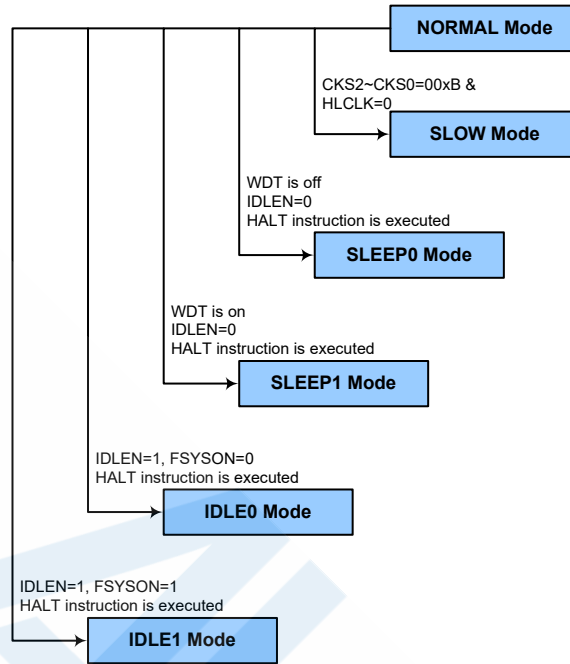 NORMAL Mode
CKS2~CKS0=00xB &
HLCLK=0
SLOW Mode
WDT is off
IDLEN=0
HALT instruction is executed
SLEEP0 Mode
WDT is on
IDLEN=0
HALT instruction is executed
SLEEP1 Mode
IDLEN=1, FSYSON=0
HALT instruction is executed
IDLE0 Mode
IDLEN=1, FSYSON=1
HALT instruction is executed
IDLE1 Mode